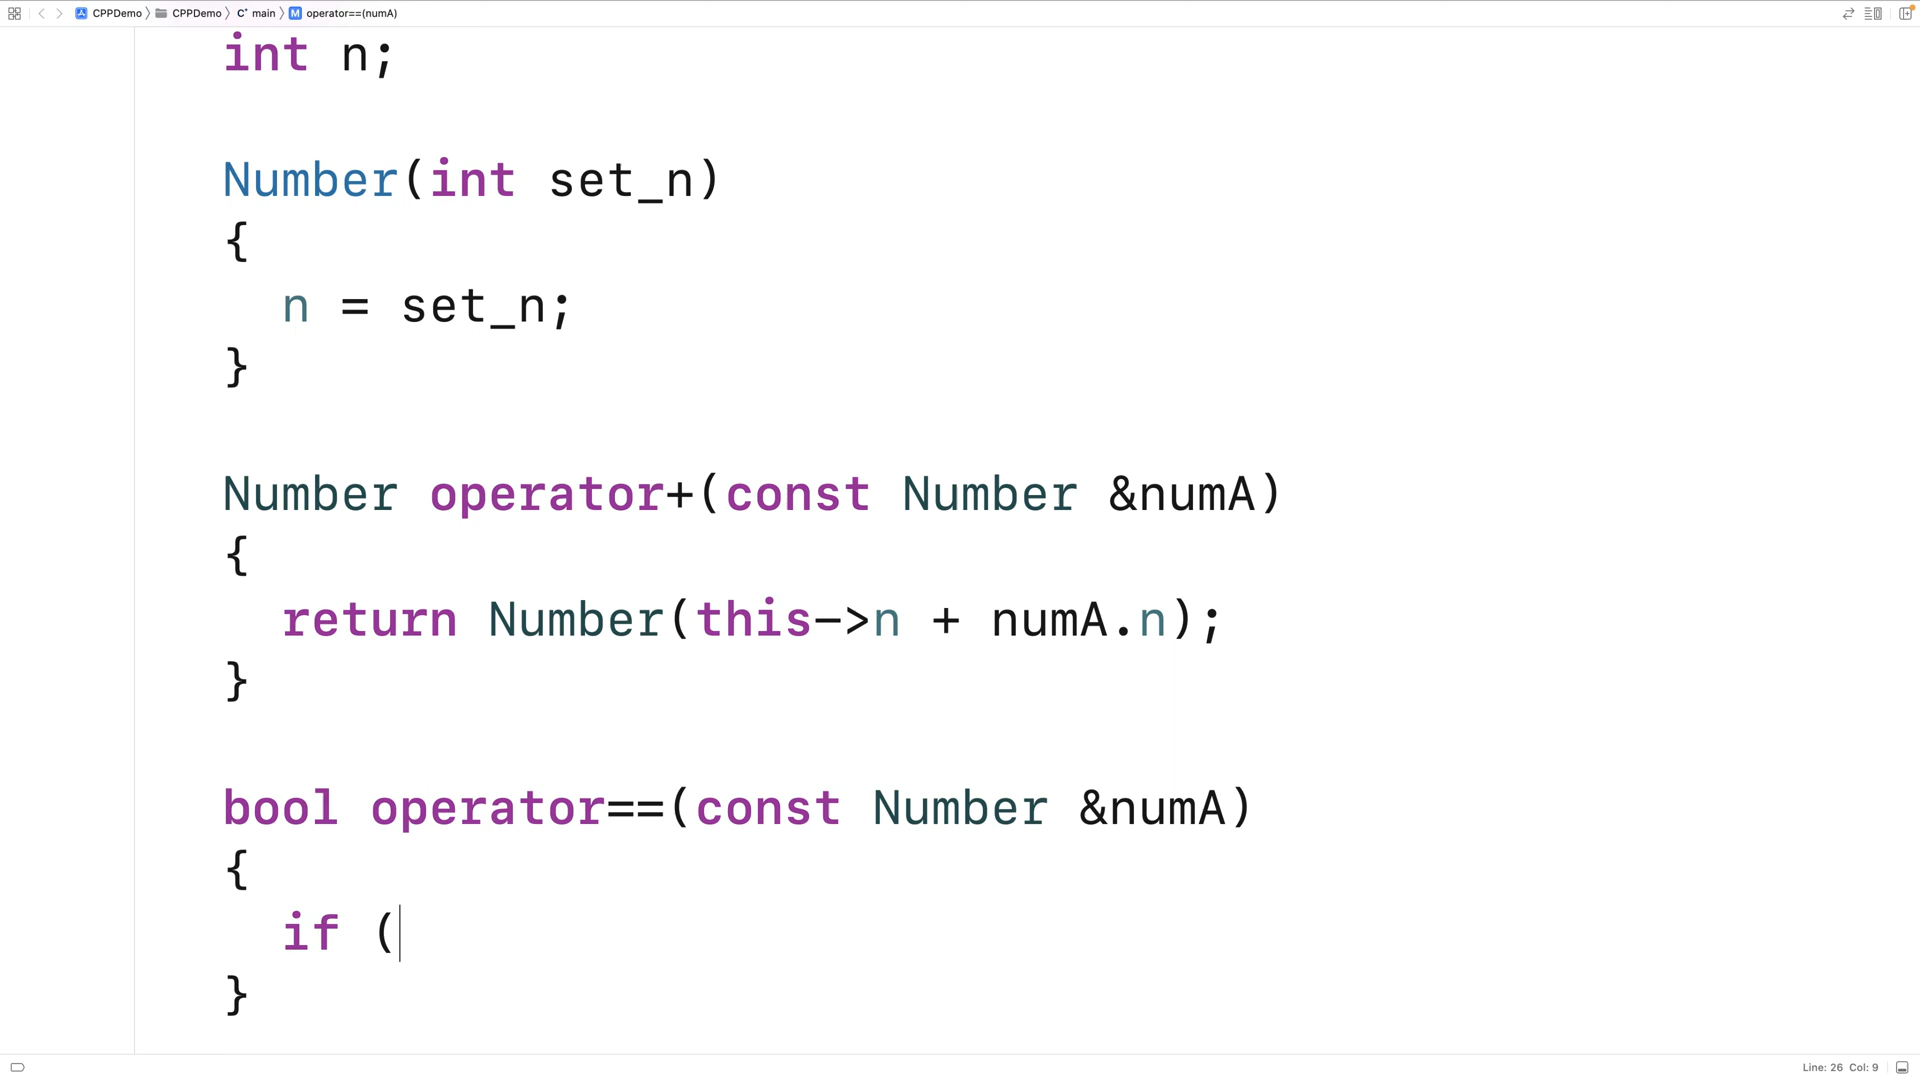 CPPDemo 〉 CPPDemo 〉 C+ main 〉 M operator==(numA)
int n;
Number(int set_n)
{
n = set_n;
}
Number operator+(const Number &numA)
{
return Number(this->n + numA.n);
}
bool operator==(const Number &numA)
{
if (
}
Line: 26 Col: 9